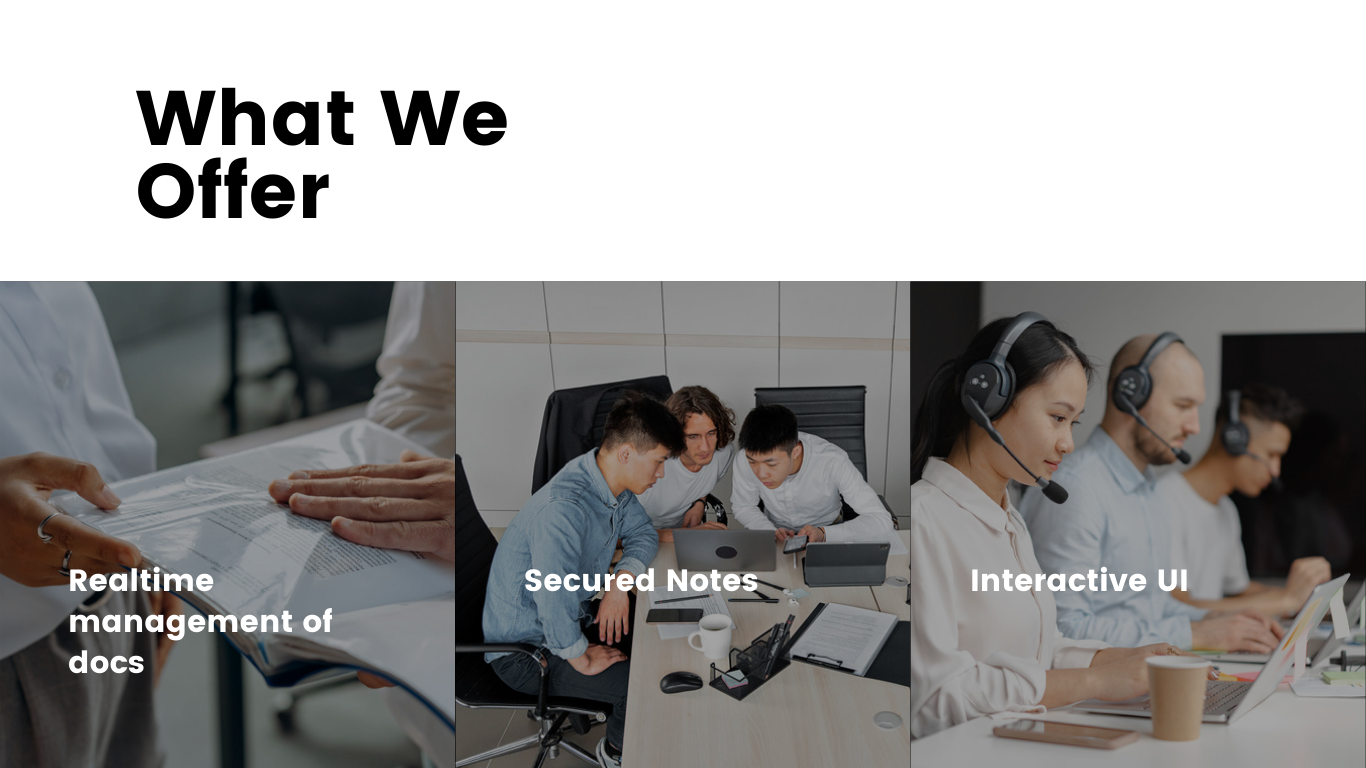 What We
Offer
Realtime
management of
docs
Secured Notes
Interactive UI